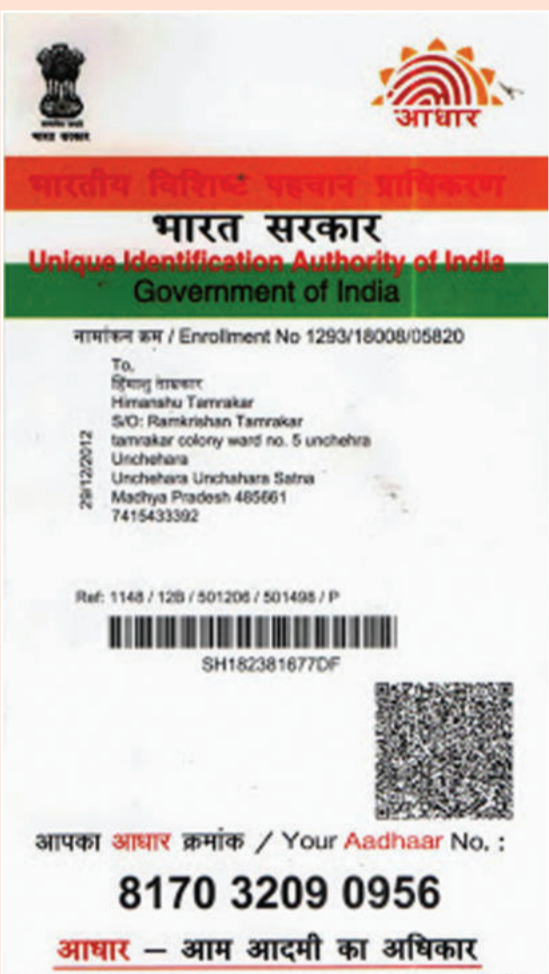 भारत सरकार
आधार
भारतीय विशिष्ट पहचान प्राधिकरण
भारत सरकार
Unique Identification Authority of India
Government of India
नामांकन क्रम / Enrollment No 1293/18008/05820
To,
हिमांशु ताम्रकार
Himanshu Tamrakar
S/O: Ramkrishan Tamrakar
tamrakar colony ward no. 5 unchehra
Unchehara
Unchehara Unchahara Satna
Madhya Pradesh 485661
7415433392
29/12/2012
Ref: 1148 / 12B / 501206 / 501498 / P
SH182381677DF
आपका आधार क्रमांक / Your Aadhaar No. :
8170 3209 0956
आधार – आम आदमी का अधिकार